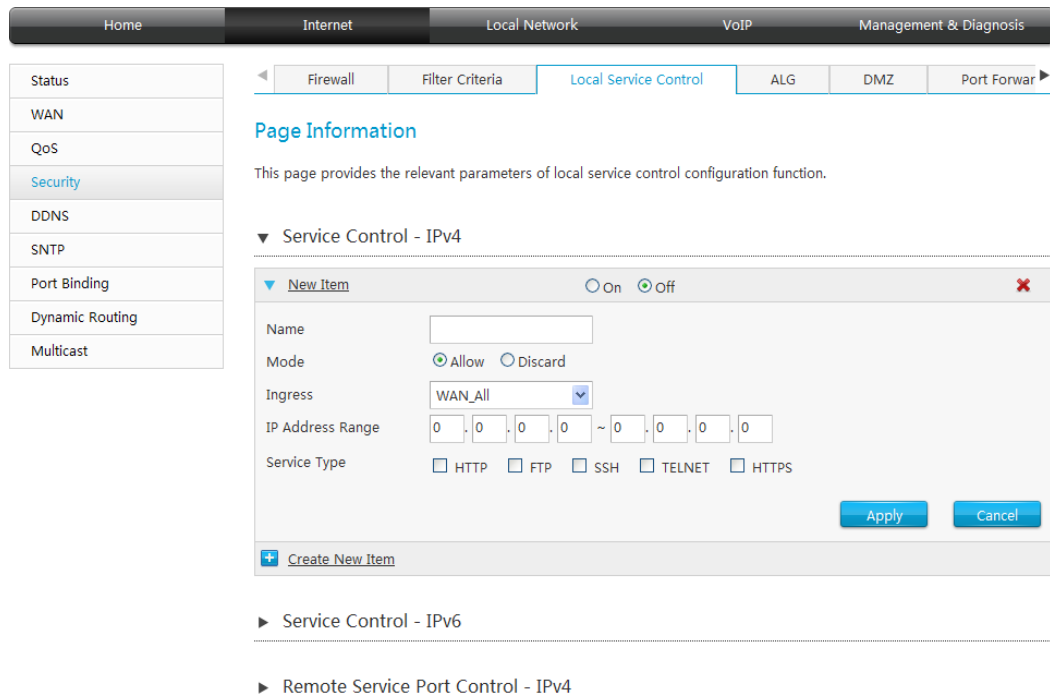 Home Internet Local Network VoIP Management & Diagnosis
Status
WAN
QoS
Security
DDNS
SNTP
Port Binding
Dynamic Routing
Multicast
Firewall Filter Criteria Local Service Control ALG DMZ Port Forwar
Page Information
This page provides the relevant parameters of local service control configuration function.
Service Control - IPv4
New Item On Off
Name
Mode Allow Discard
Ingress WAN_All
IP Address Range 0 . 0 . 0 . 0 ~ 0 . 0 . 0 . 0
Service Type HTTP FTP SSH TELNET HTTPS
Apply Cancel
Create New Item
Service Control - IPv6
Remote Service Port Control - IPv4